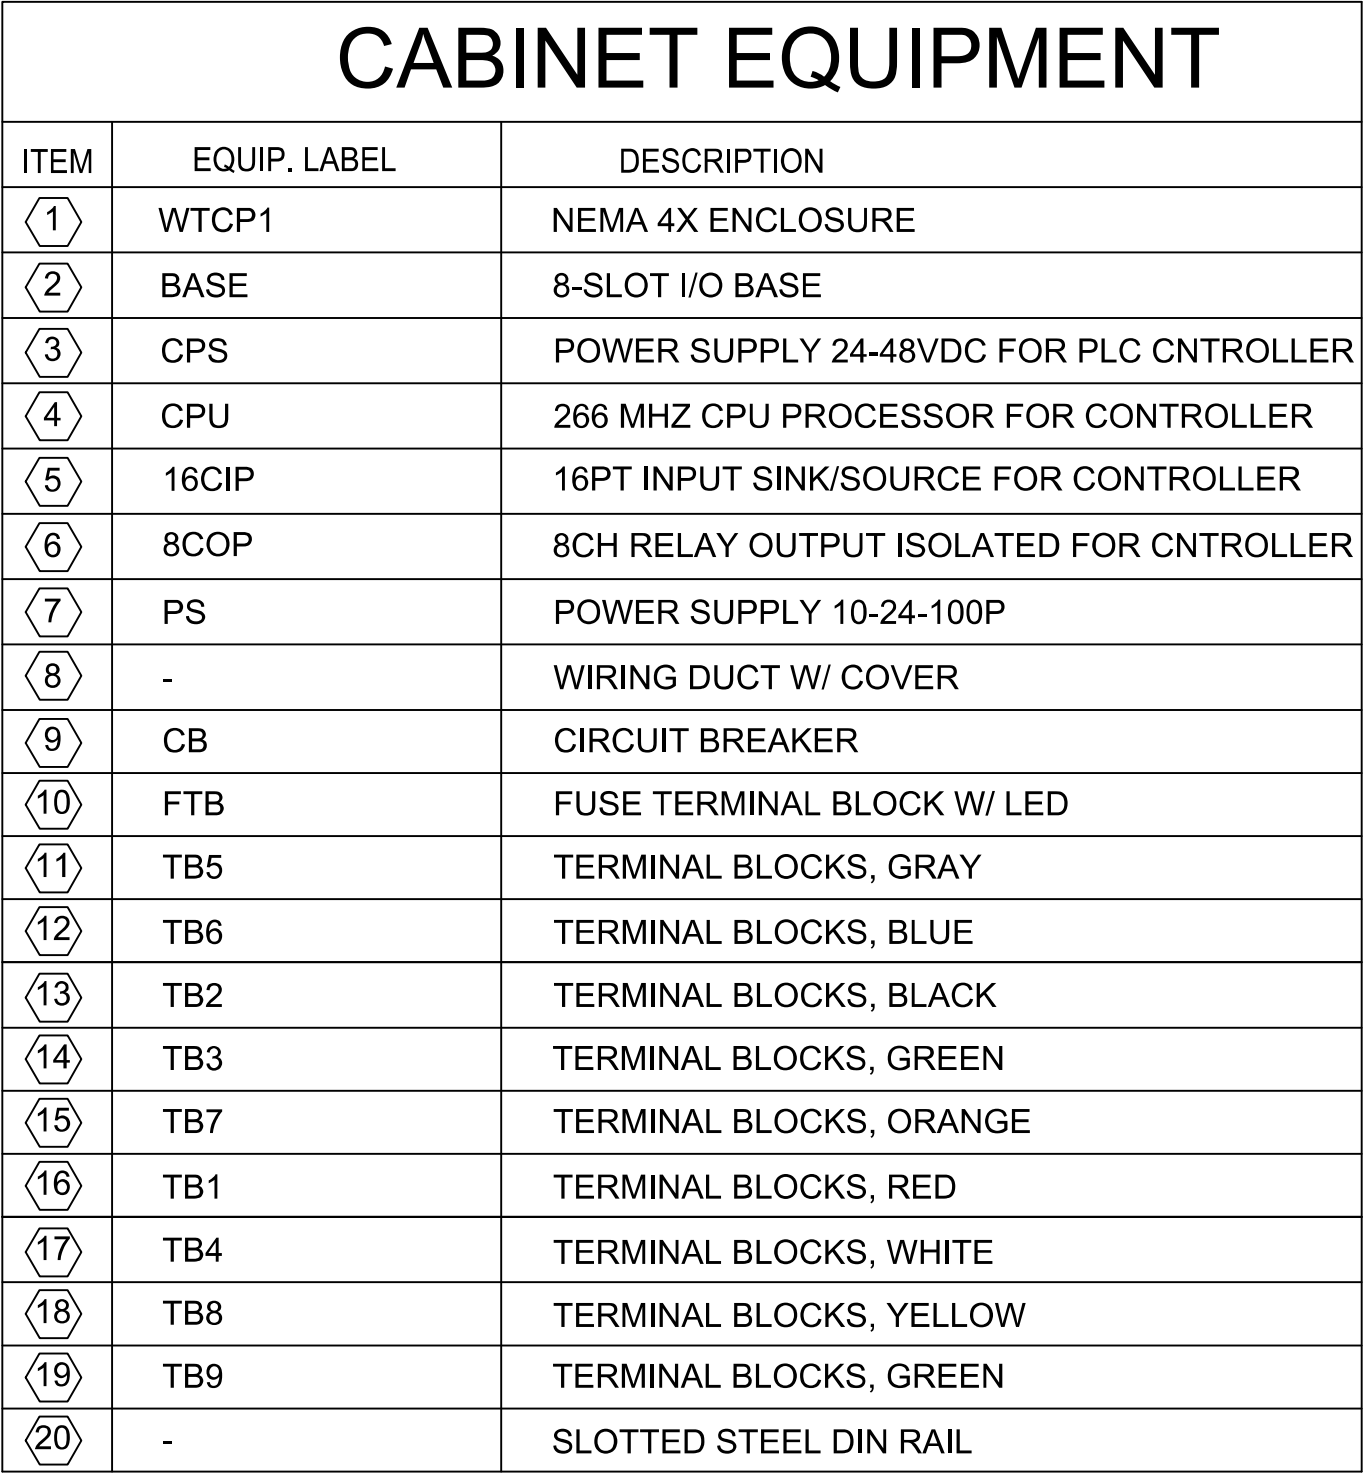 CABINET EQUIPMENT
ITEM EQUIP. LABEL DESCRIPTION
1 WTCP1 NEMA 4X ENCLOSURE
2 BASE 8-SLOT I/O BASE
3 CPS POWER SUPPLY 24-48VDC FOR PLC CNTROLLER
4 CPU 266 MHZ CPU PROCESSOR FOR CONTROLLER
5 16CIP 16PT INPUT SINK/SOURCE FOR CONTROLLER
6 8COP 8CH RELAY OUTPUT ISOLATED FOR CNTROLLER
7 PS POWER SUPPLY 10-24-100P
8 - WIRING DUCT W/ COVER
9 CB CIRCUIT BREAKER
10 FTB FUSE TERMINAL BLOCK W/ LED
11 TB5 TERMINAL BLOCKS, GRAY
12 TB6 TERMINAL BLOCKS, BLUE
13 TB2 TERMINAL BLOCKS, BLACK
14 TB3 TERMINAL BLOCKS, GREEN
15 TB7 TERMINAL BLOCKS, ORANGE
16 TB1 TERMINAL BLOCKS, RED
17 TB4 TERMINAL BLOCKS, WHITE
18 TB8 TERMINAL BLOCKS, YELLOW
19 TB9 TERMINAL BLOCKS, GREEN
20 - SLOTTED STEEL DIN RAIL